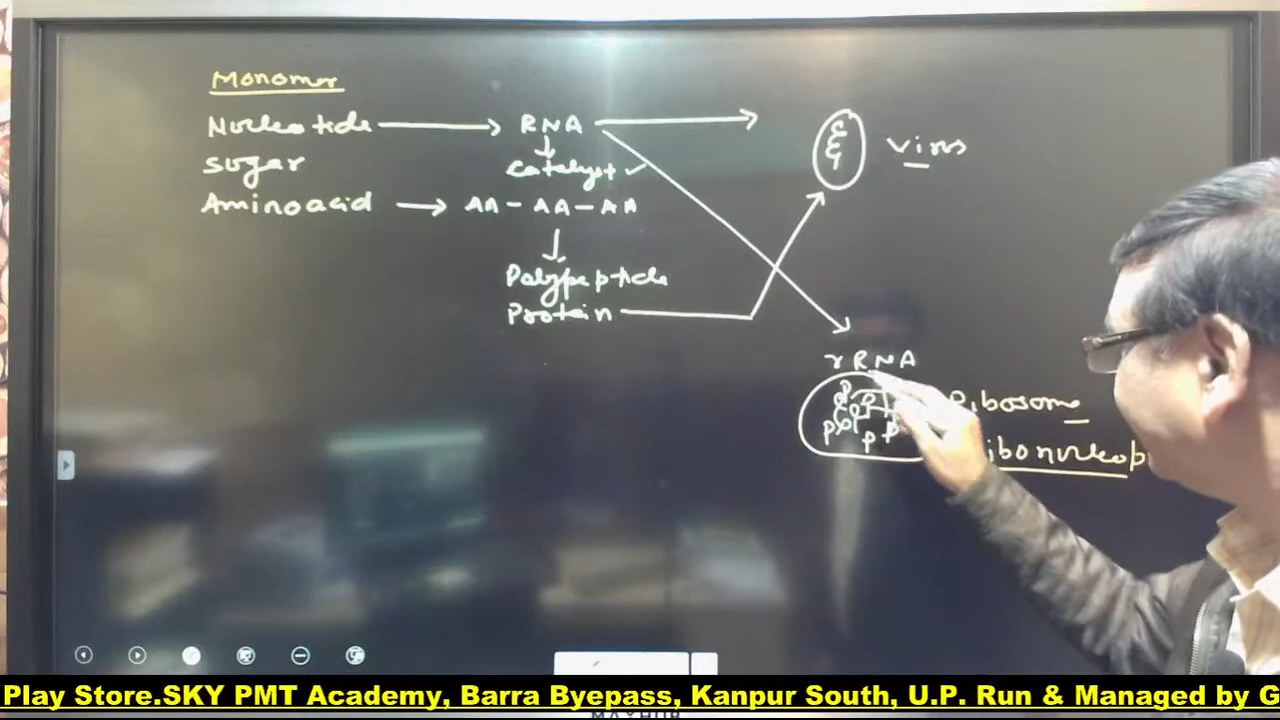 Monomer
Nucleotide → RNA →
Virus
Sugar
↓
Catalyst ✓
Aminoacid → AA - AA - AA
↓
Polypeptide
Protein
rRNA
P P
Ribosome
P P P
Play Store.SKY PMT Academy, Barra Byepass, Kanpur South, U.P. Run & Managed by G
MAXHUB